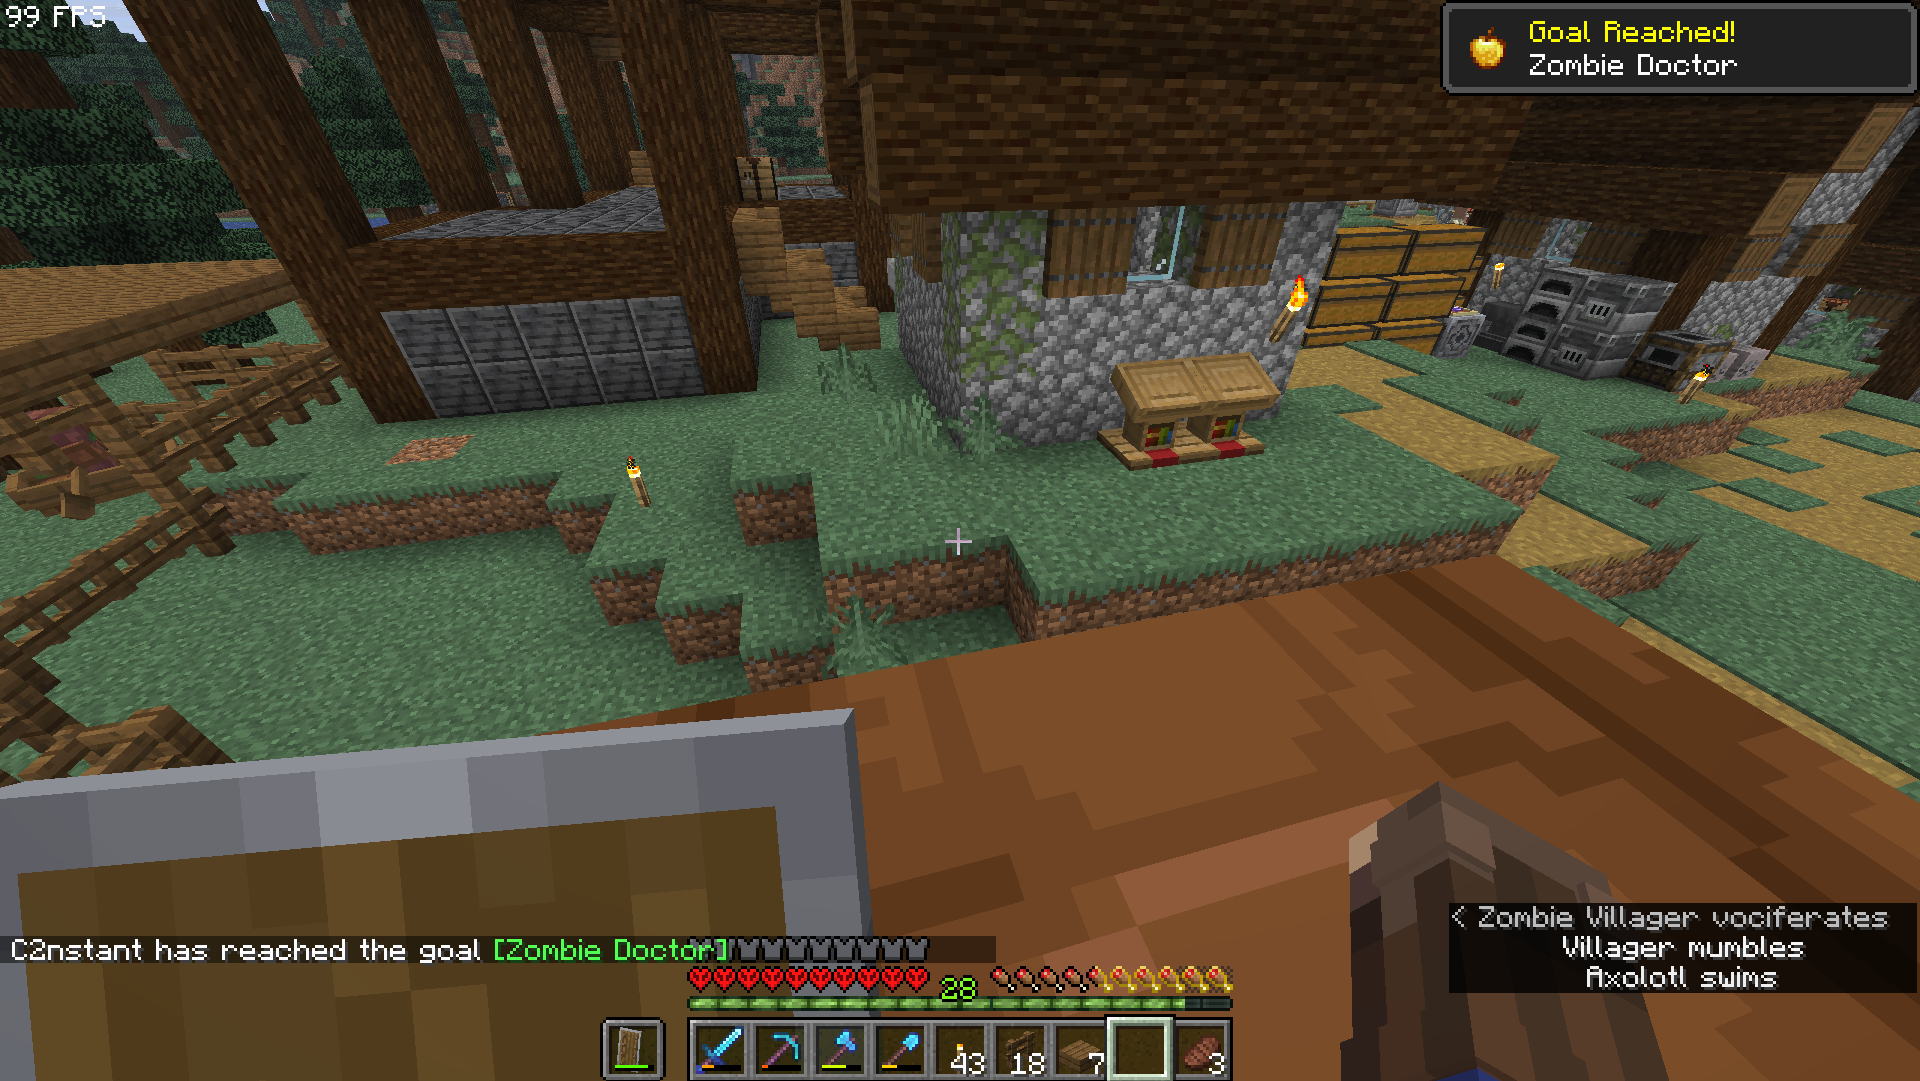 99 FPS
Goal Reached!
Zombie Doctor
< Zombie Villager vociferates
Villager mumbles
Axolotl swims
C2nstant has reached the goal [Zombie Doctor]
28
43
18
7
3